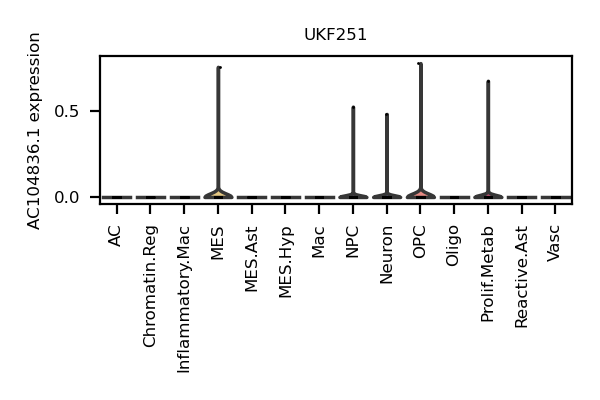 UKF251
AC104836.1 expression
0.5
0.0
AC
Chromatin.Reg
Inflammatory.Mac
MES
MES.Ast
MES.Hyp
Mac
NPC
Neuron
OPC
Oligo
Prolif.Metab
Reactive.Ast
Vasc